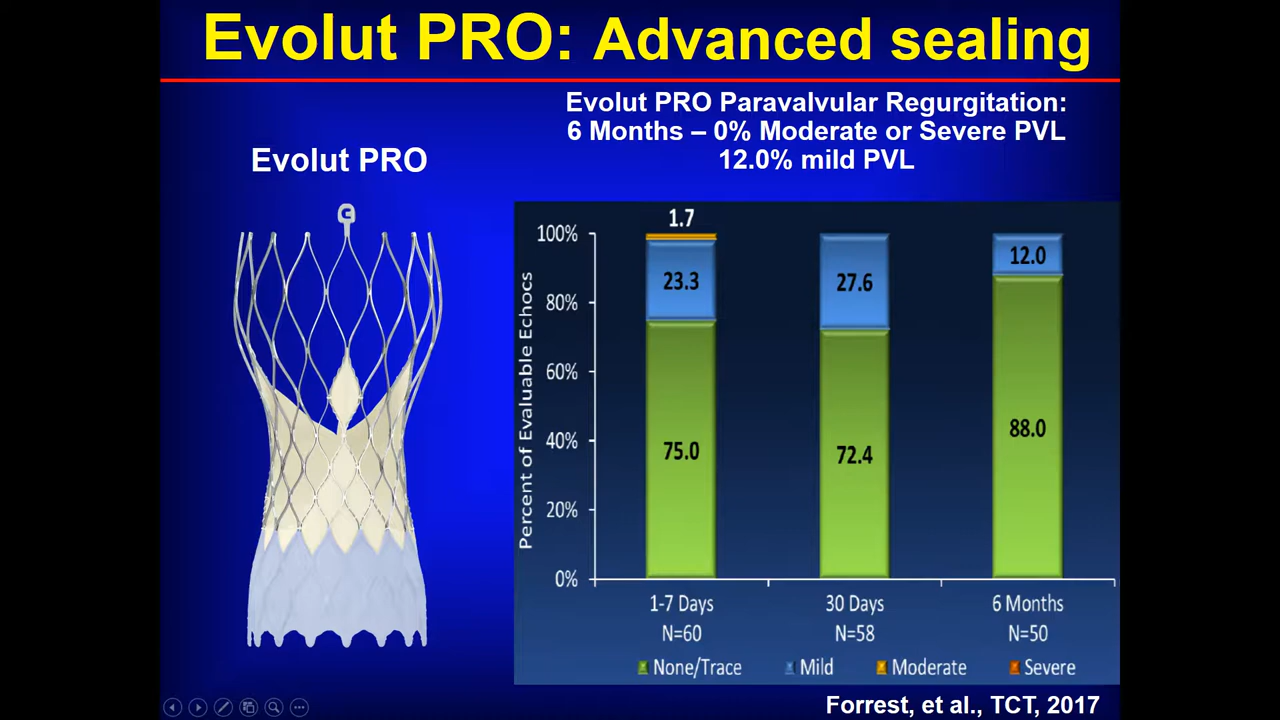 Evolut PRO: Advanced sealing
Evolut PRO Paravalvular Regurgitation:
6 Months – 0% Moderate or Severe PVL
12.0% mild PVL
Evolut PRO
C
Percent of Evaluable Echocs
100%
80%
60%
40%
20%
0%
1.7
23.3
75.0
27.6
72.4
12.0
88.0
1-7 Days
N=60
30 Days
N=58
6 Months
N=50
None/Trace
Mild
Moderate
Severe
Forrest, et al., TCT, 2017